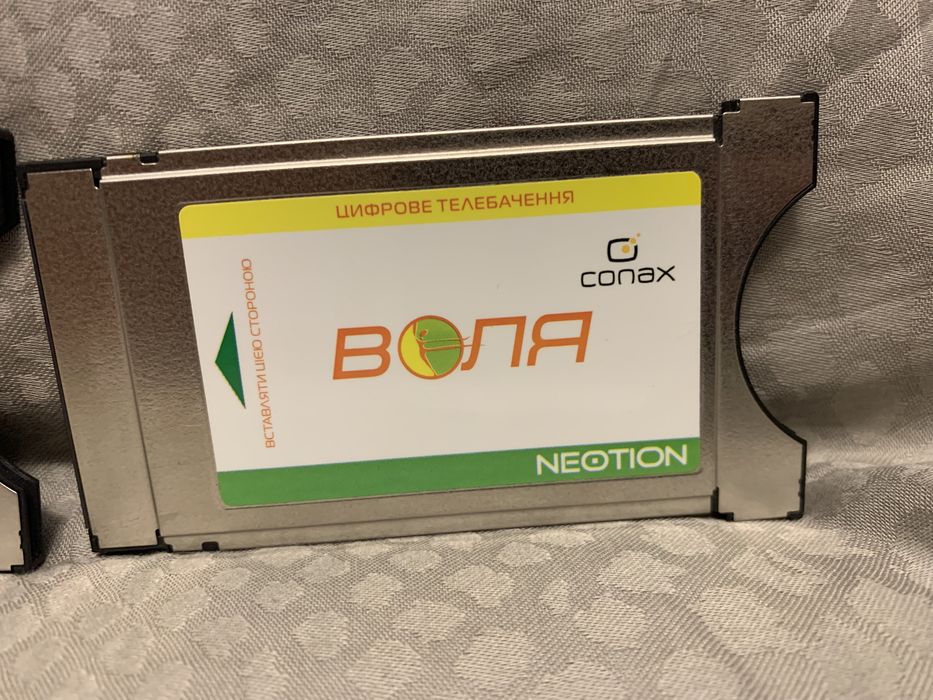 ЦИФРОВЕ ТЕЛЕБАЧЕННЯ
conax
ВСТАВЛЯТИ ЦІЄЮ СТОРОНОЮ
ВОЛЯ
NEOTION